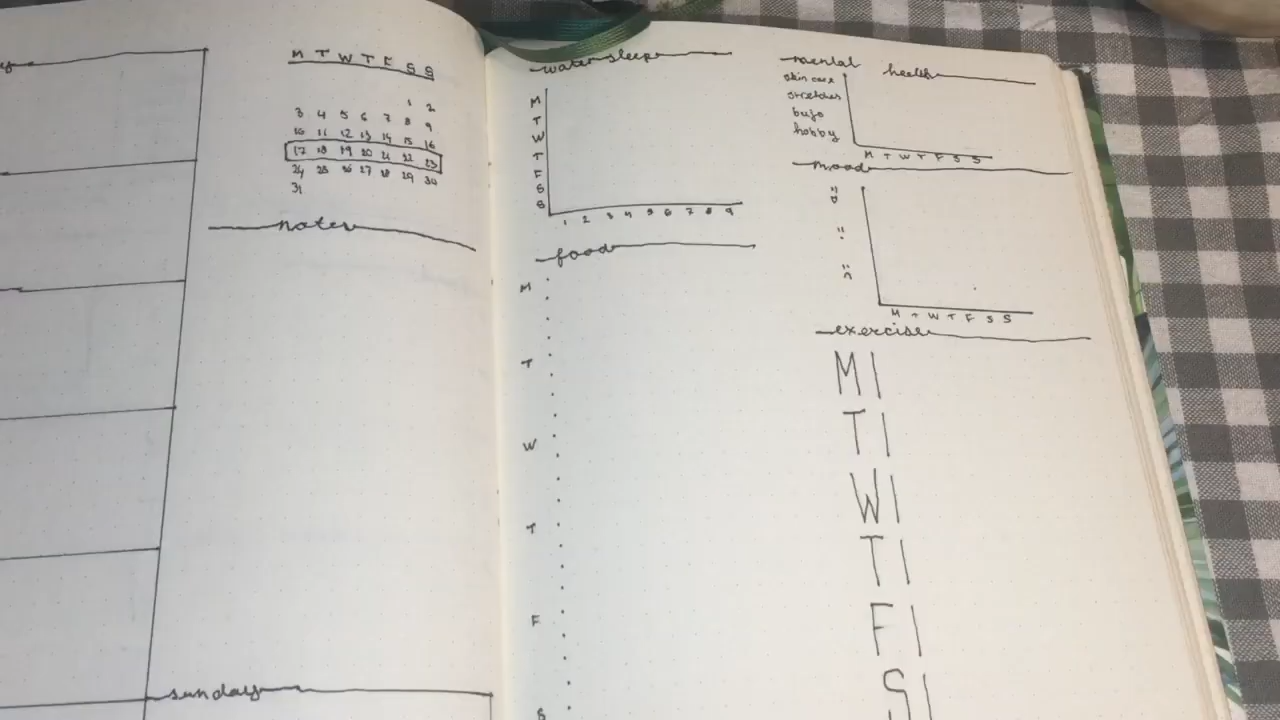 M T W T F S S
1 2
3 4 5 6 7 8 9
10 11 12 13 14 15 16
17 18 19 20 21 22 23
24 25 26 27 28 29 30
31
notes
sunday
water sleep
M
T
W
T
F
S
S
1 2 3 4 5 6 7 8 9
food
M
T
W
T
F
S
mental health
skin care
stretches
bujo
hobby
M T W T F S S
mood
M T W T F S S
exercise
M
T
W
T
F
S